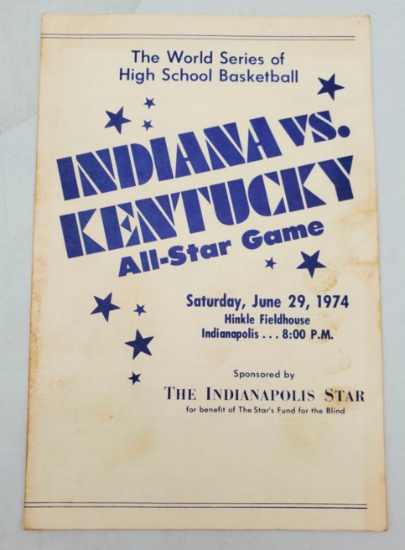 The World Series of
High School Basketball
INDIANA VS.
KENTUCKY
All-Star Game
Saturday, June 29, 1974
Hinkle Fieldhouse
Indianapolis . . . 8:00 P.M.
Sponsored by
THE INDIANAPOLIS STAR
for benefit of The Star's Fund for the Blind